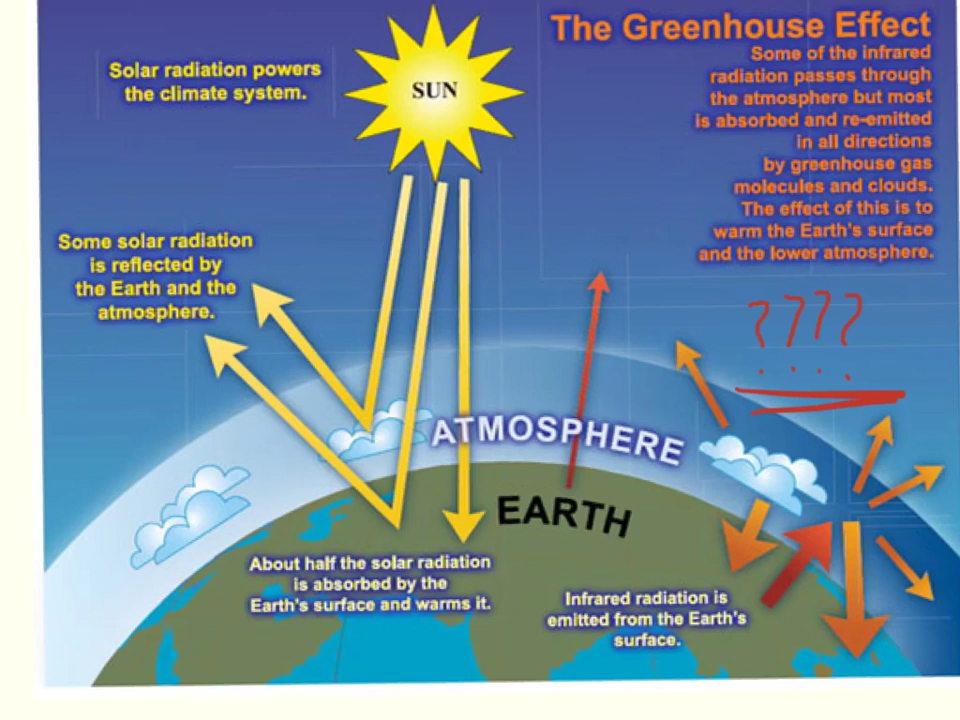 The Greenhouse Effect
Some of the infrared
radiation passes through
the atmosphere but most
is absorbed and re-emitted
in all directions
by greenhouse gas
molecules and clouds.
The effect of this is to
warm the Earth's surface
and the lower atmosphere.
Solar radiation powers
the climate system.
SUN
Some solar radiation
is reflected by
the Earth and the
atmosphere.
????
ATMOSPHERE
EARTH
About half the solar radiation
is absorbed by the
Earth's surface and warms it.
Infrared radiation is
emitted from the Earth's
surface.